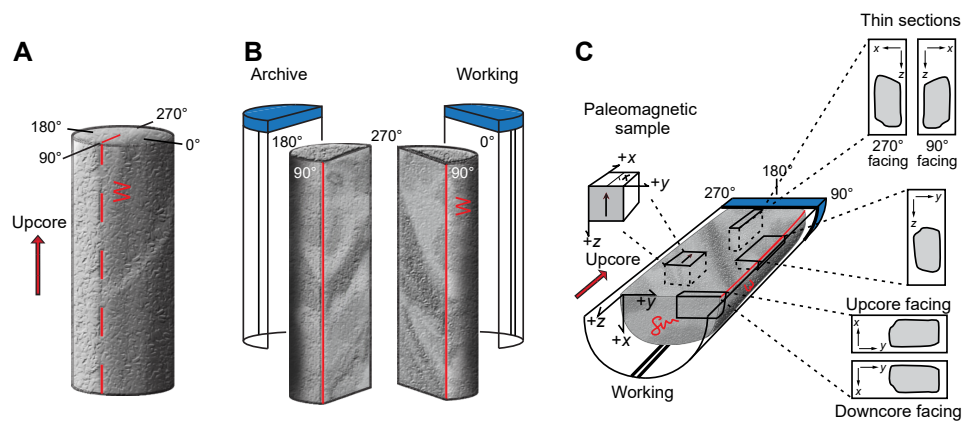 A
180°
270°
0°
90°
W
Upcore
B
Archive
Working
180°
270°
0°
90°
90°
W
C
Thin sections
x
z
x
z
270°
facing
90°
facing
Paleomagnetic
sample
+x
+y
+z
270°
180°
90°
Upcore
+y
+z
+x
W
Working
y
z
Upcore facing
x
y
y
x
Downcore facing